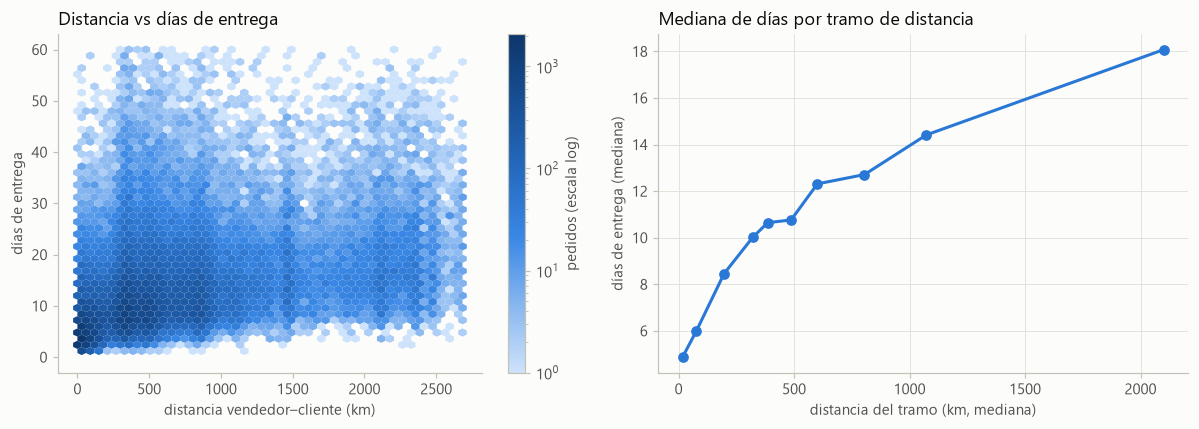 Distancia vs días de entrega
60
50
40
30
20
10
0
días de entrega
0 500 1000 1500 2000 2500
distancia vendedor–cliente (km)
10³
10²
10¹
10⁰
pedidos (escala log)
Mediana de días por tramo de distancia
18
16
14
12
10
8
6
días de entrega (mediana)
0 500 1000 1500 2000
distancia del tramo (km, mediana)